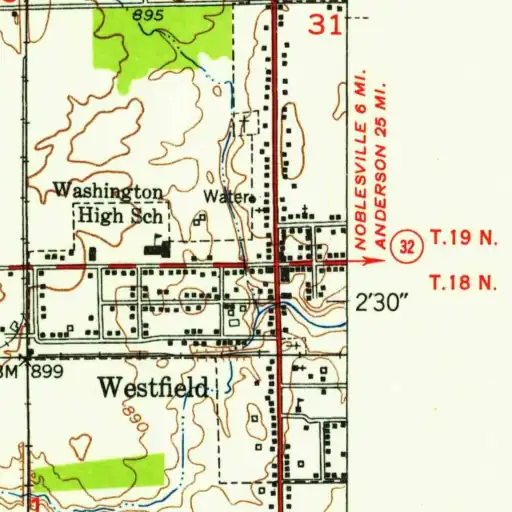 895
31
NOBLESVILLE 6 MI.
ANDERSON 25 MI.
Washington
High Sch
Water
32
T.19 N.
T.18 N.
2'30"
BM 899
Westfield
890
1